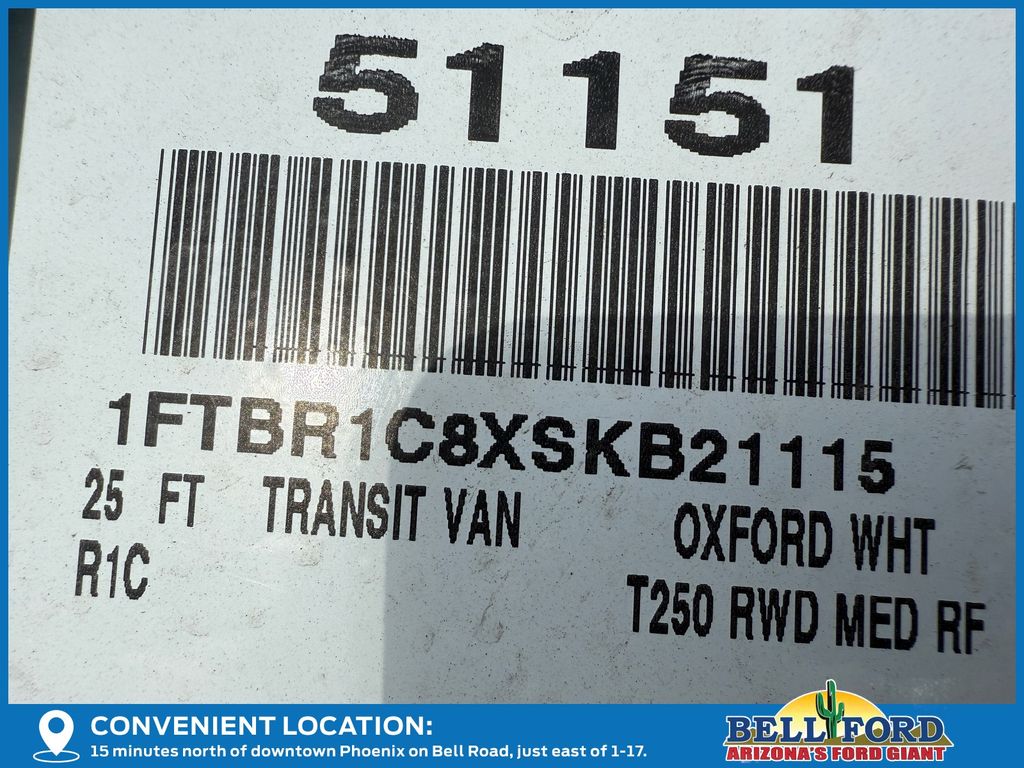 51151
1FTBR1C8XSKB21115
25 FT TRANSIT VAN OXFORD WHT
R1C T250 RWD MED RF
CONVENIENT LOCATION:
15 minutes north of downtown Phoenix on Bell Road, just east of 1-17.
BELL FORD
ARIZONA'S FORD GIANT